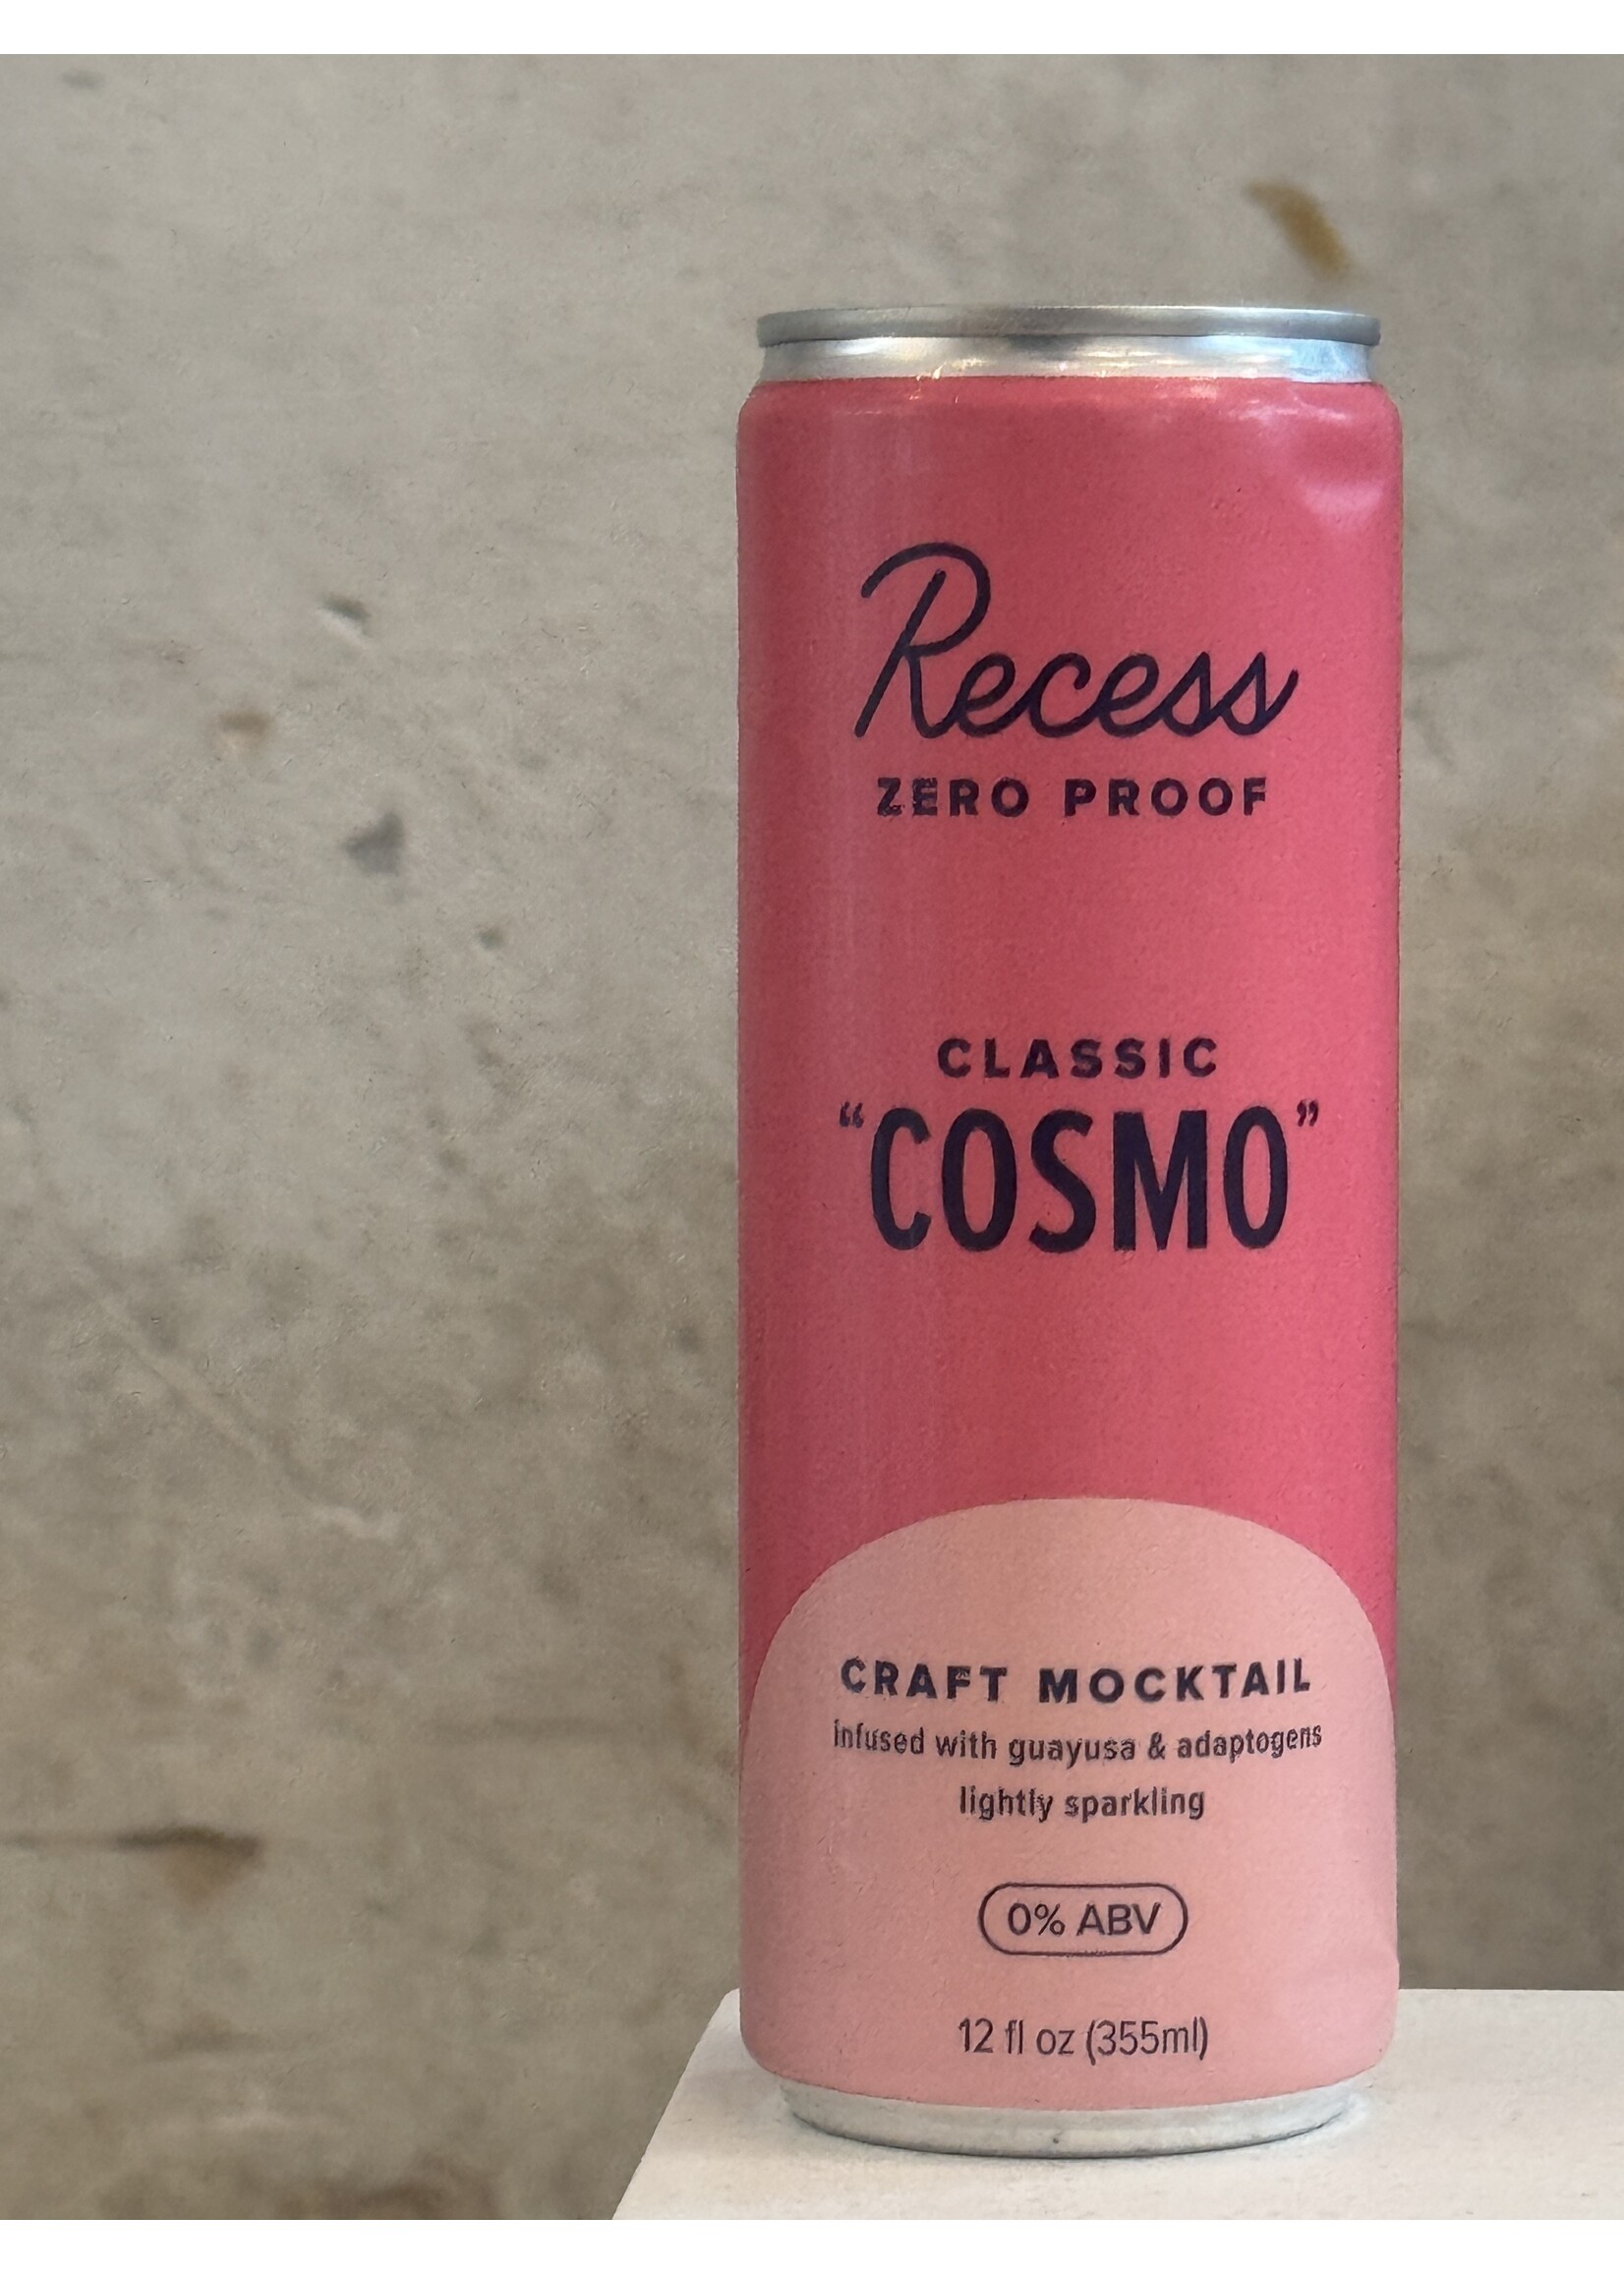 Recess
ZERO PROOF
CLASSIC
“COSMO”
CRAFT MOCKTAIL
infused with guayusa & adaptogens
lightly sparkling
0% ABV
12 fl oz (355ml)